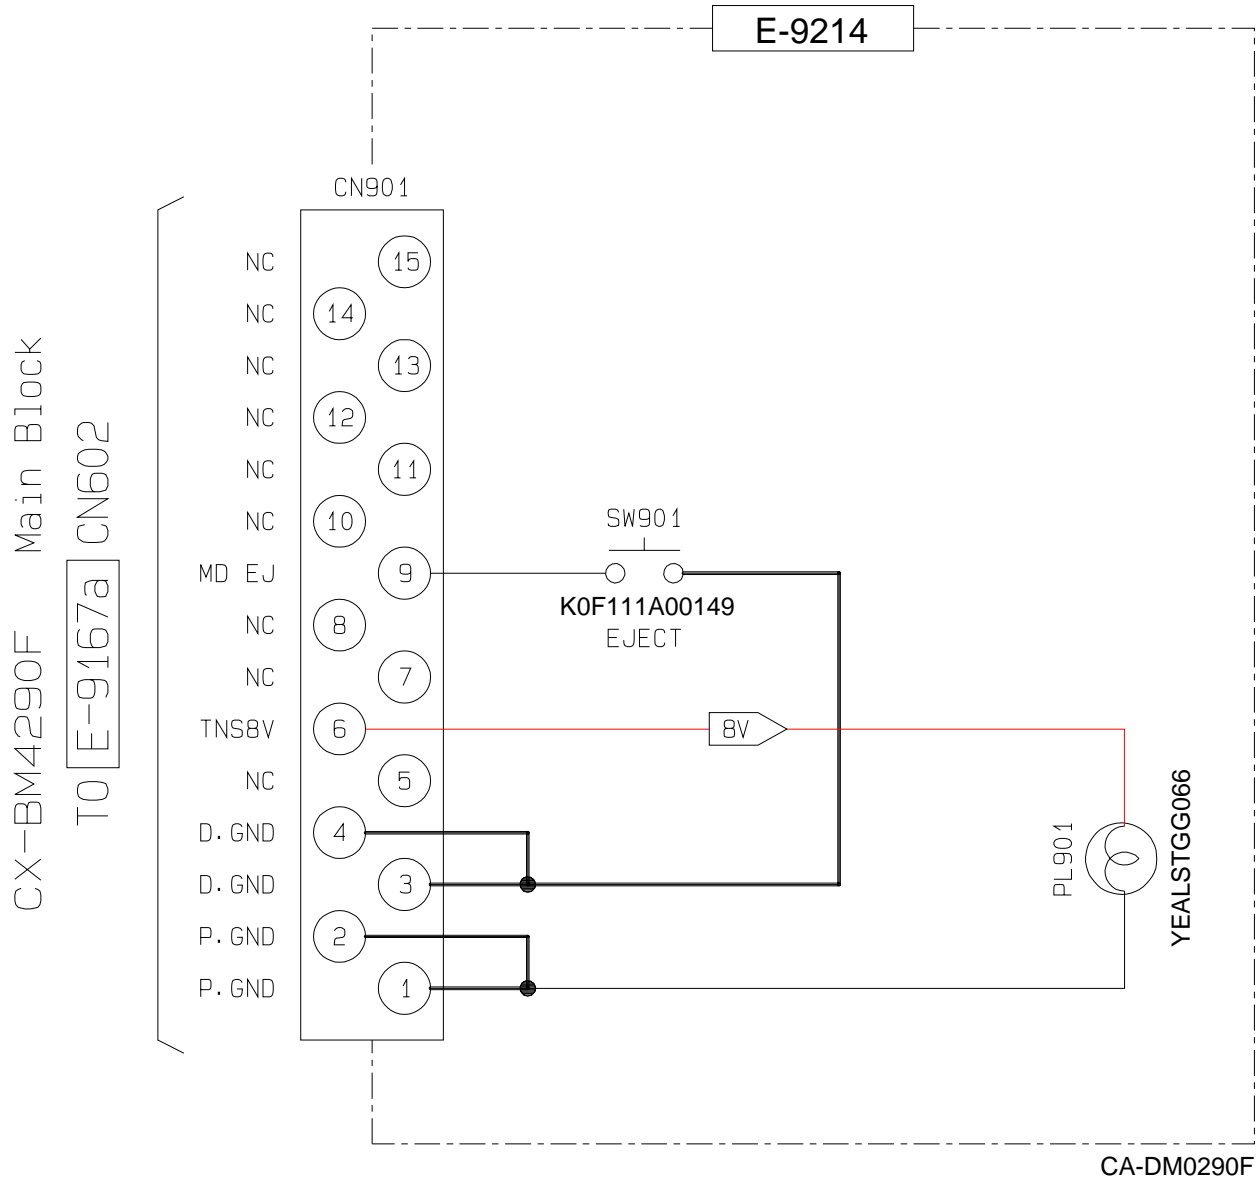 E-9214
CN901
NC 15
NC 14
NC 13
NC 12
NC 11
NC 10
MD EJ 9
NC 8
NC 7
TNS8V 6
NC 5
D.GND 4
D.GND 3
P.GND 2
P.GND 1
CX-BM4290F Main Block
TO E-9167a CN602
SW901
K0F111A00149
EJECT
8V
PL901
YEALSTGG066
CA-DM0290F